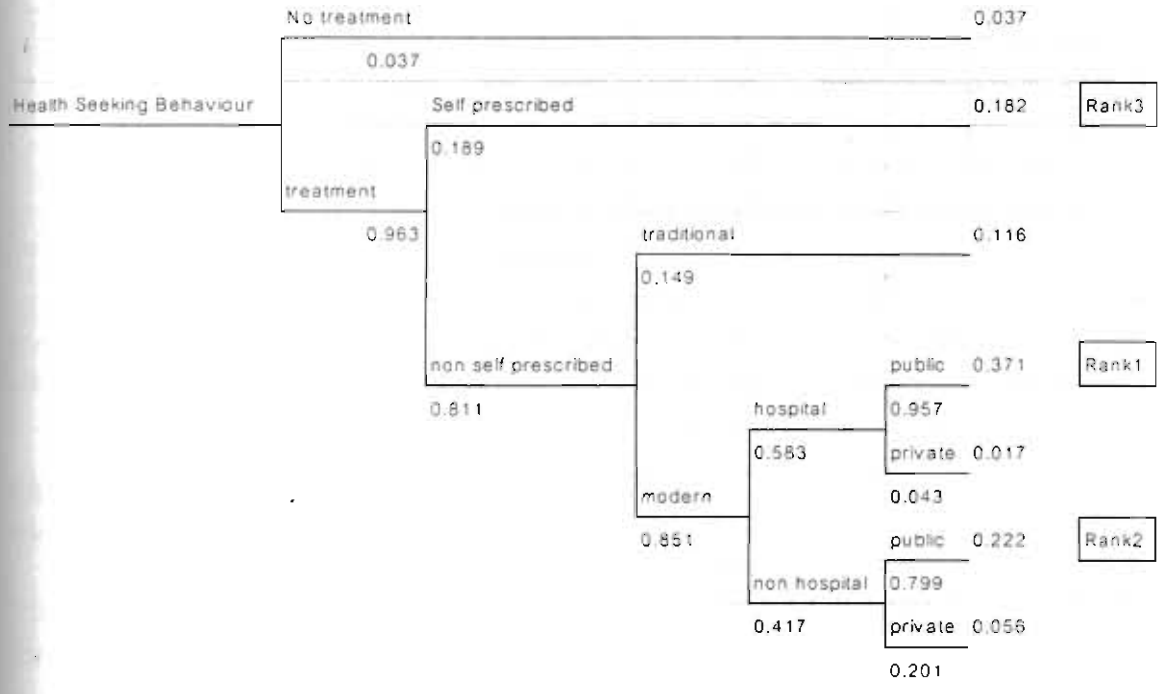 No treatment 0.037
0.037
Health Seeking Behaviour Self prescribed 0.182 Rank3
0.189
treatment
0.963 traditional 0.116
0.149
non self prescribed public 0.371 Rank1
0.811 hospital 0.957
0.583 private 0.017
modern 0.043
0.851 public 0.222 Rank2
non hospital 0.799
0.417 private 0.056
0.201